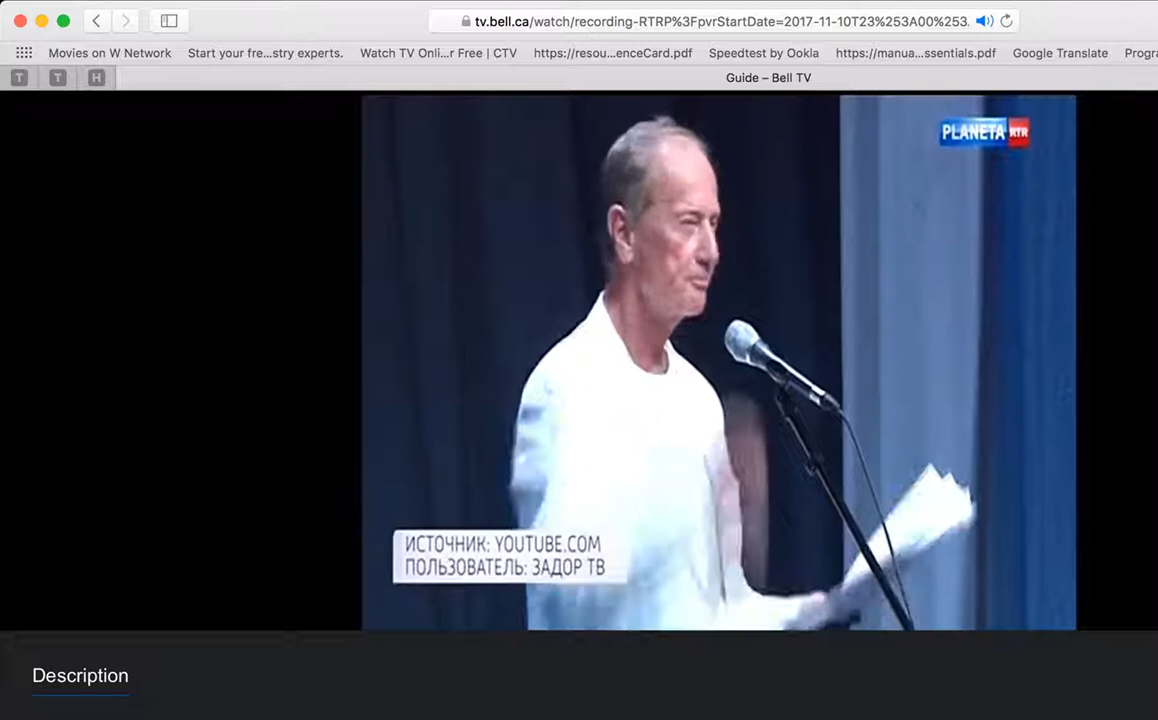 tv.bell.ca/watch/recording-RTRP%3FpvrStartDate=2017-11-10T23%253A00%253.
Movies on W Network Start your fre...stry experts. Watch TV Onli...r Free | CTV https://resou...enceCard.pdf Speedtest by Ookla https://manua...ssentials.pdf Google Translate Progra
T T H Guide – Bell TV
PLANETA RTR
ИСТОЧНИК: YOUTUBE.COM
ПОЛЬЗОВАТЕЛЬ: ЗАДОР ТВ
Description